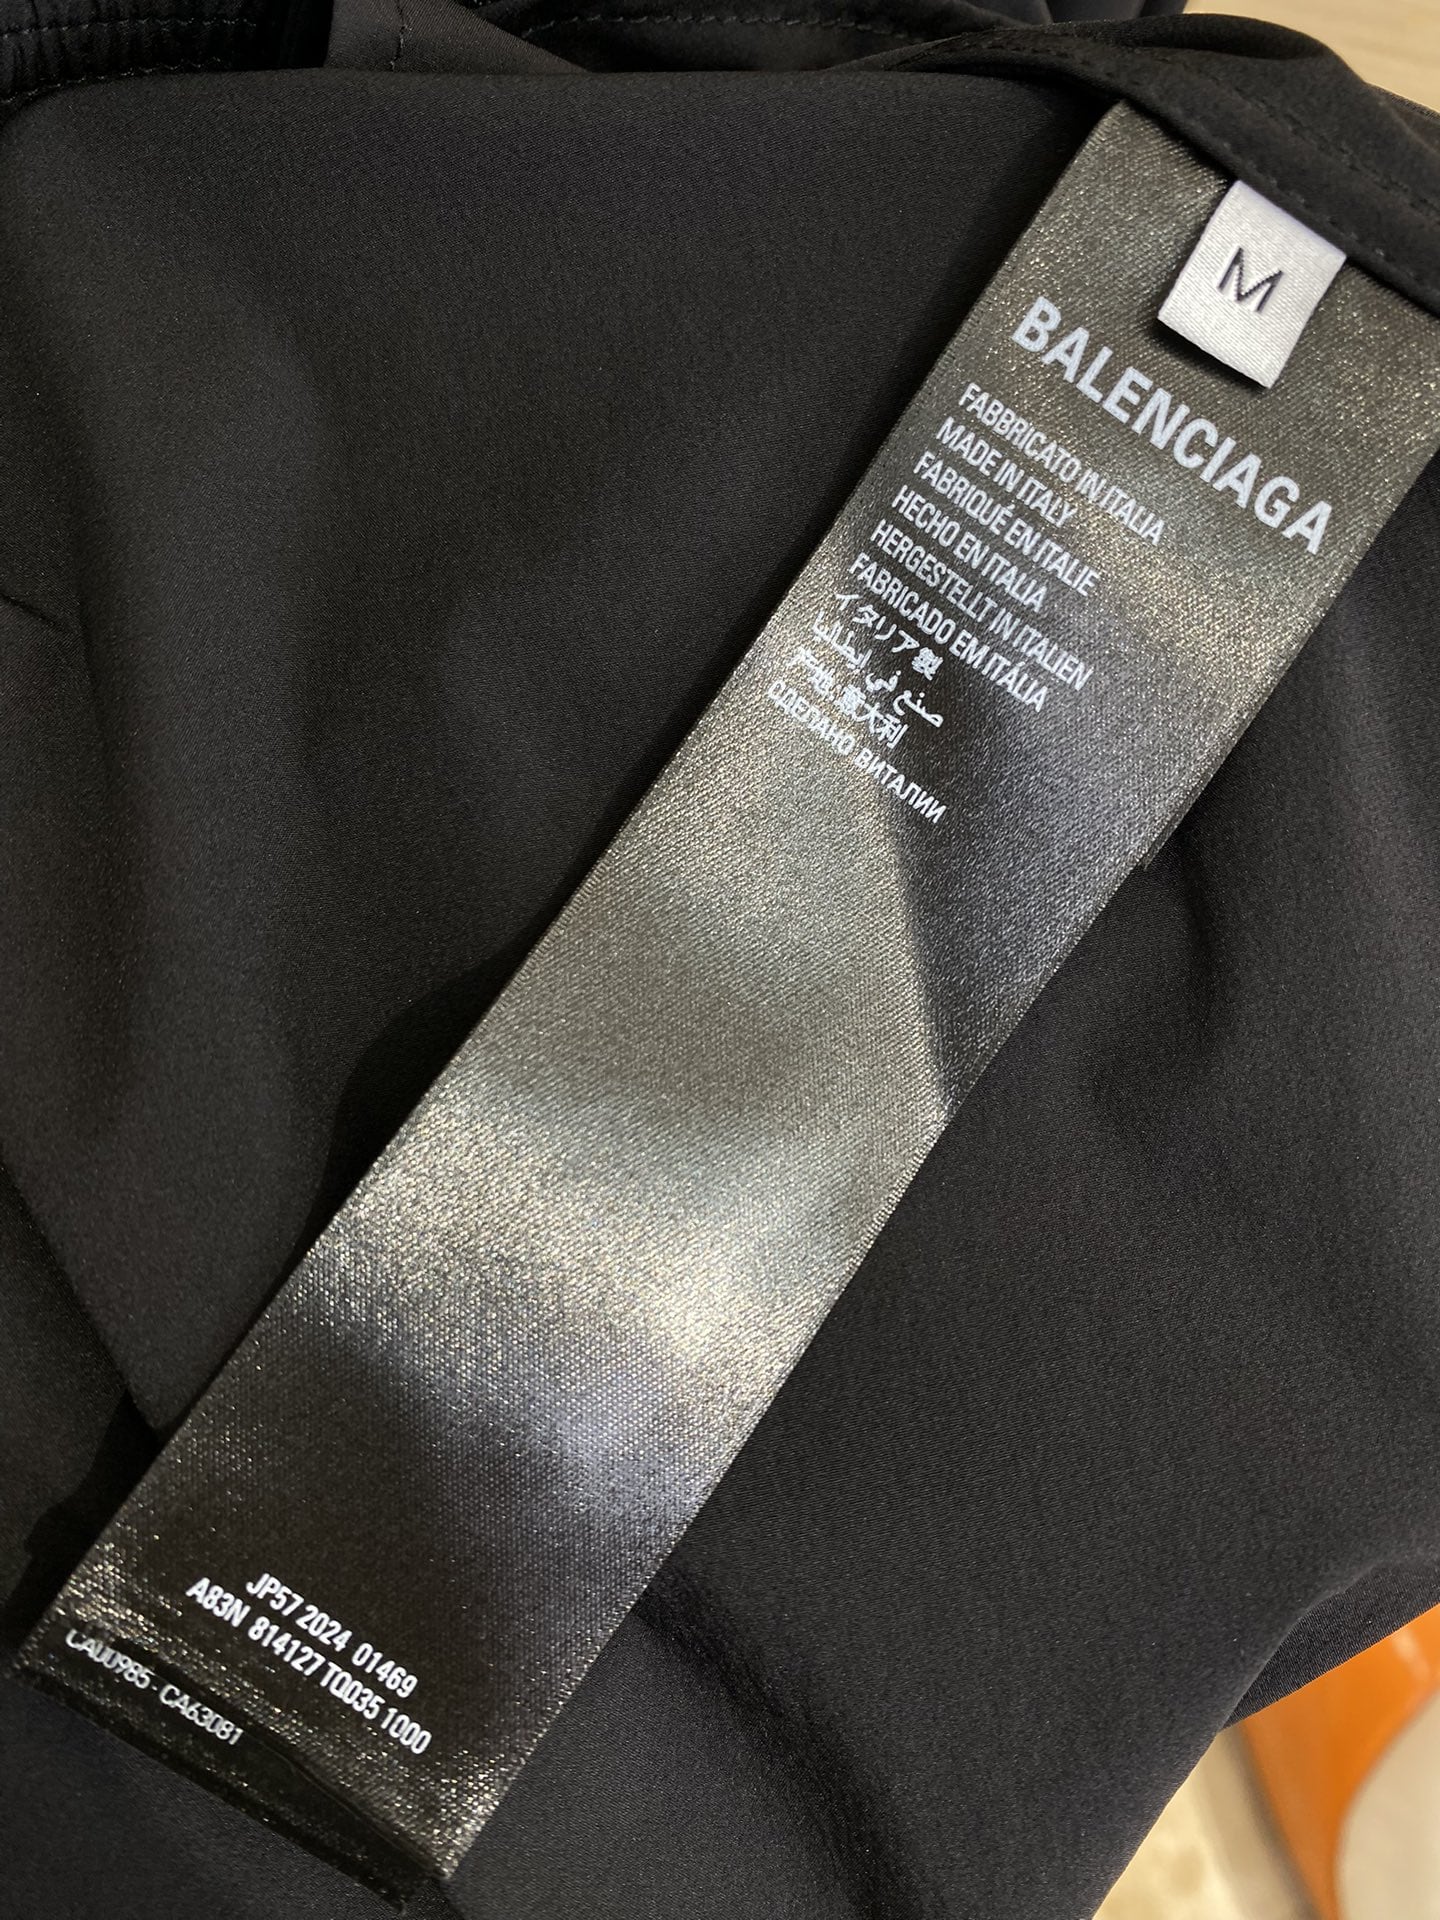 M
BALENCIAGA
FABBRICATO IN ITALIA
MADE IN ITALY
FABRIQUÉ EN ITALIE
HECHO EN ITALIA
HERGESTELLT IN ITALIEN
FABRICADO EM ITÁLIA
イタリア製
صنع في إيطاليا
产地: 意大利
СДЕЛАНО ВИТАЛИИ
JP57 2024 01469
A83N 814127 TQO35 1000
CA00985 - CA63081